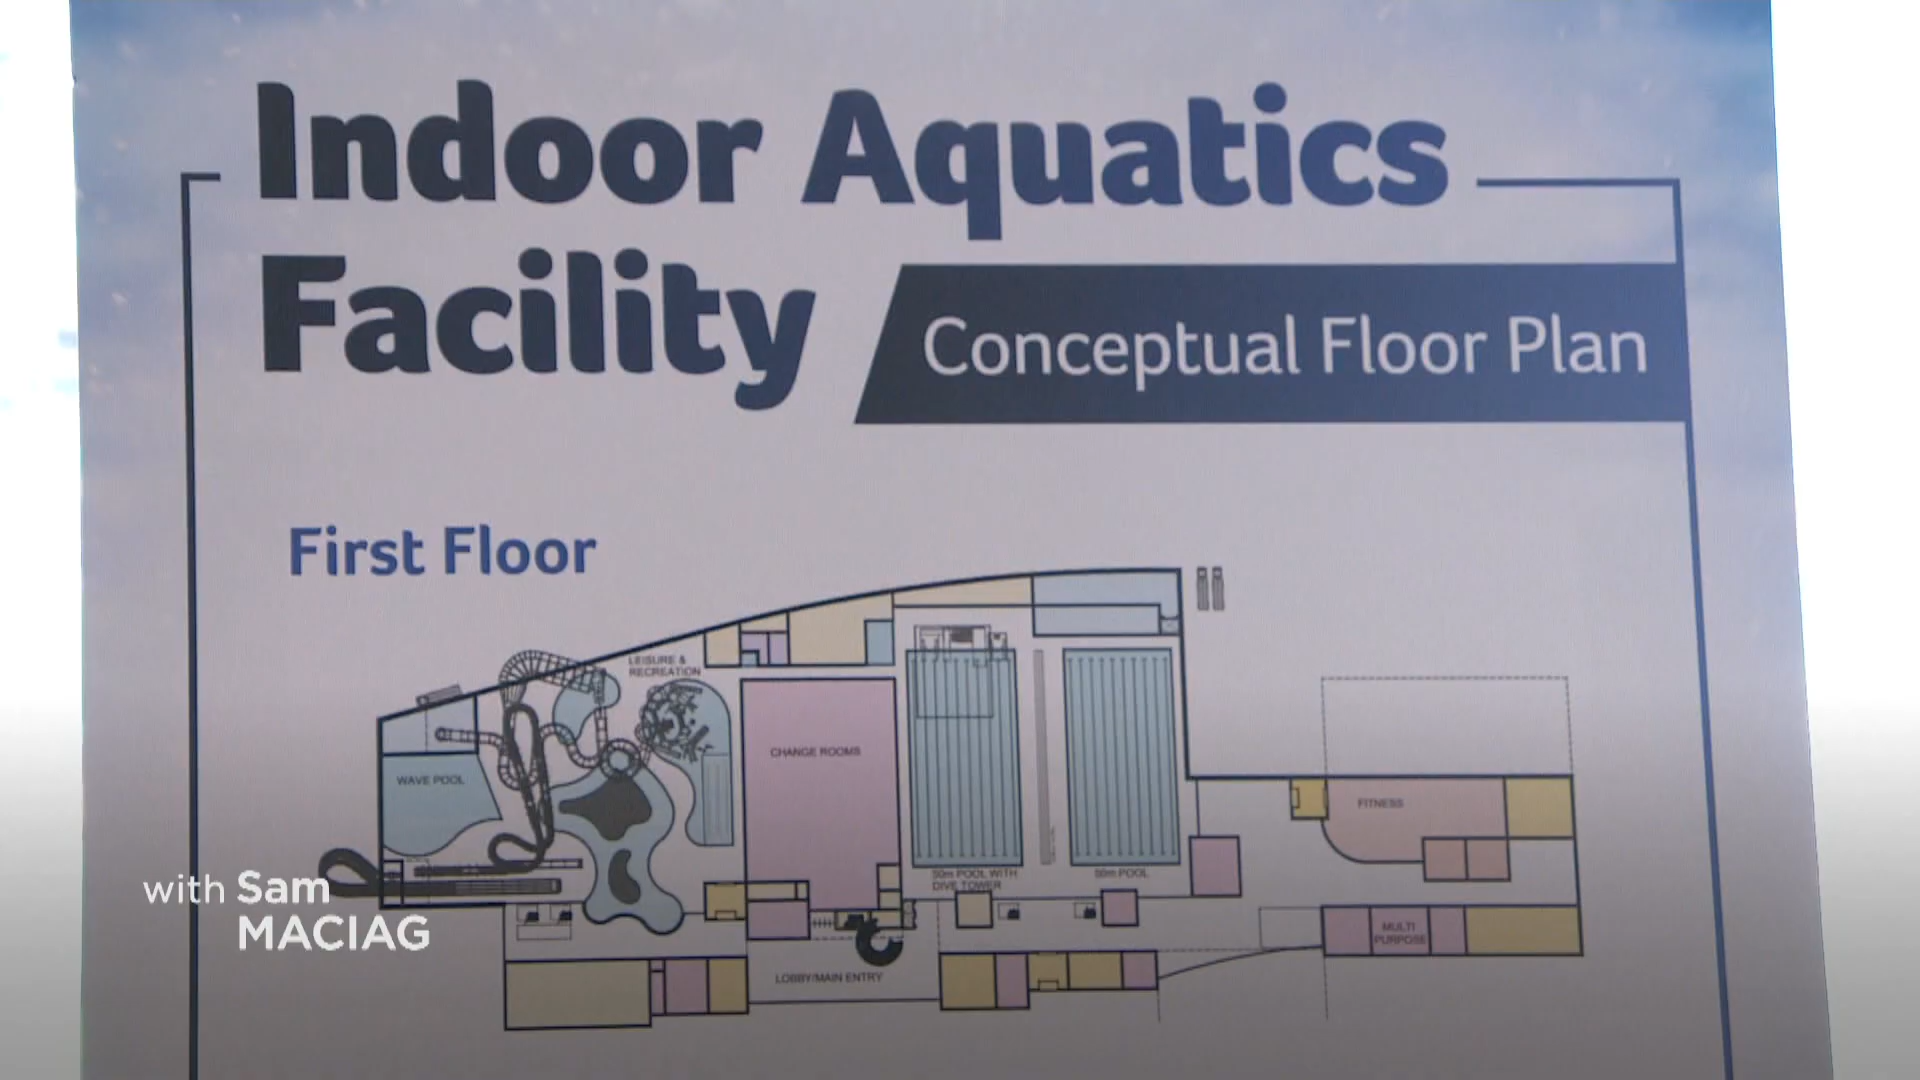 Indoor Aquatics
Facility
Conceptual Floor Plan
First Floor
LEISURE &
RECREATION
WAVE POOL
CHANGE ROOMS
FITNESS
50m POOL WITH
DIVE TOWER
50m POOL
MULTI
PURPOSE
LOBBY/MAIN ENTRY
with Sam
MACIAG